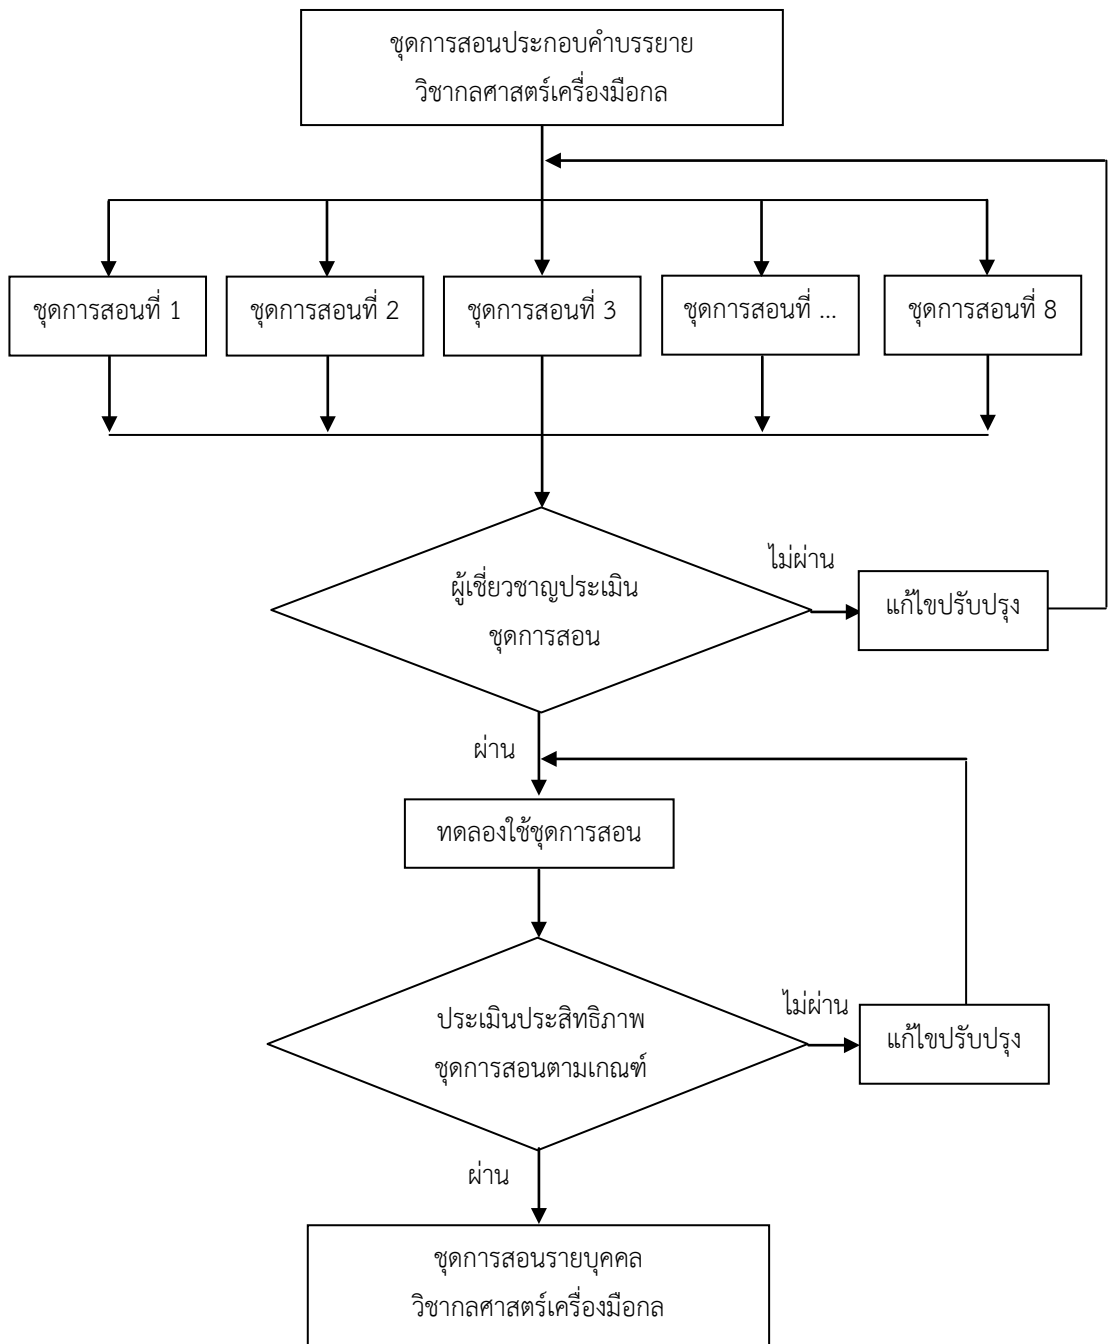 ชุดการสอนประกอบคำบรรยาย
วิชากลศาสตร์เครื่องมือกล
ชุดการสอนที่ 1
ชุดการสอนที่ 2
ชุดการสอนที่ 3
ชุดการสอนที่ ...
ชุดการสอนที่ 8
ไม่ผ่าน
ผู้เชี่ยวชาญประเมิน
ชุดการสอน
แก้ไขปรับปรุง
ผ่าน
ทดลองใช้ชุดการสอน
ไม่ผ่าน
ประเมินประสิทธิภาพ
ชุดการสอนตามเกณฑ์
แก้ไขปรับปรุง
ผ่าน
ชุดการสอนรายบุคคล
วิชากลศาสตร์เครื่องมือกล